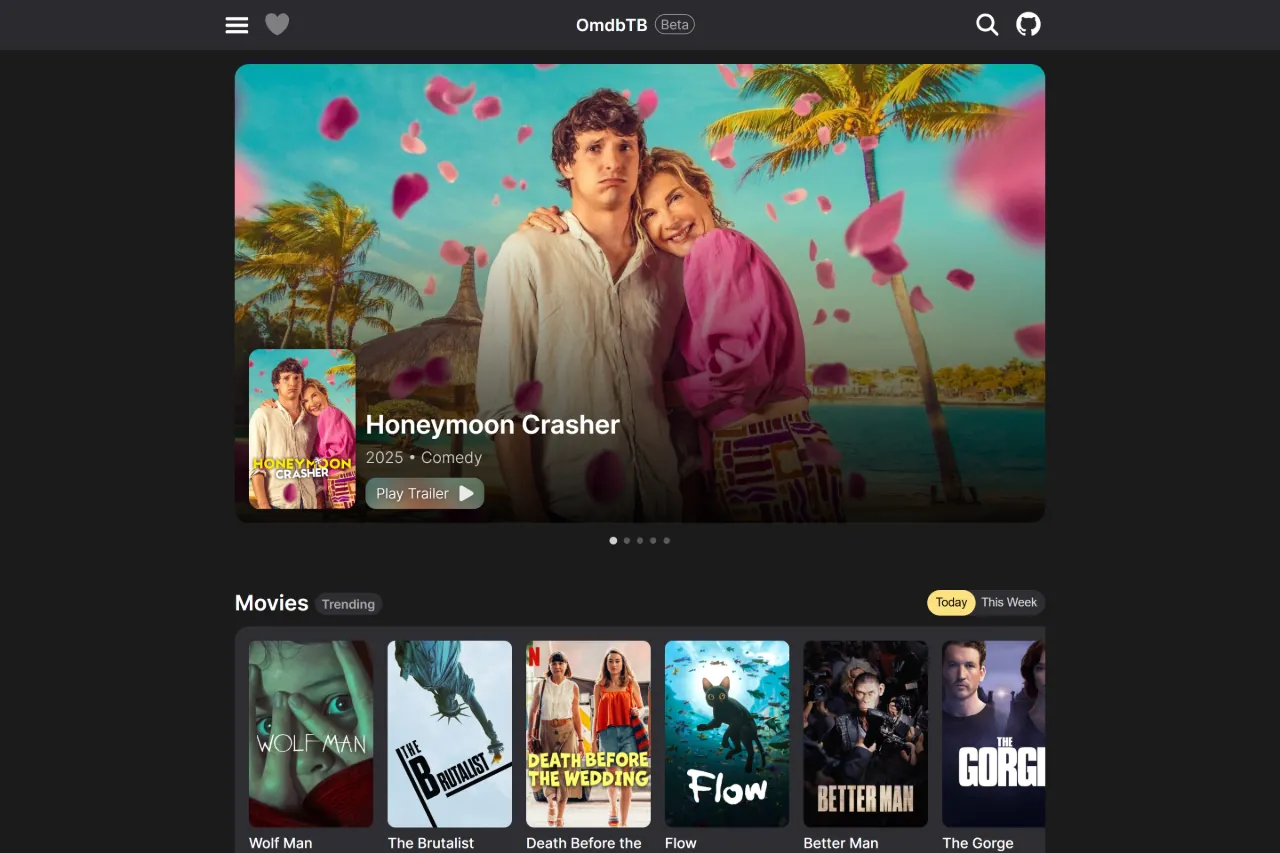 OmdbTB Beta
HONEYMOON
CRASHER
Honeymoon Crasher
2025 • Comedy
Play Trailer
Movies Trending
Today This Week
WOLF MAN
THE
BRUTALIST
N
DEATH BEFORE
THE WEDDING
Flow
BETTER MAN
THE
GORGE
Wolf Man
The Brutalist
Death Before the
Flow
Better Man
The Gorge